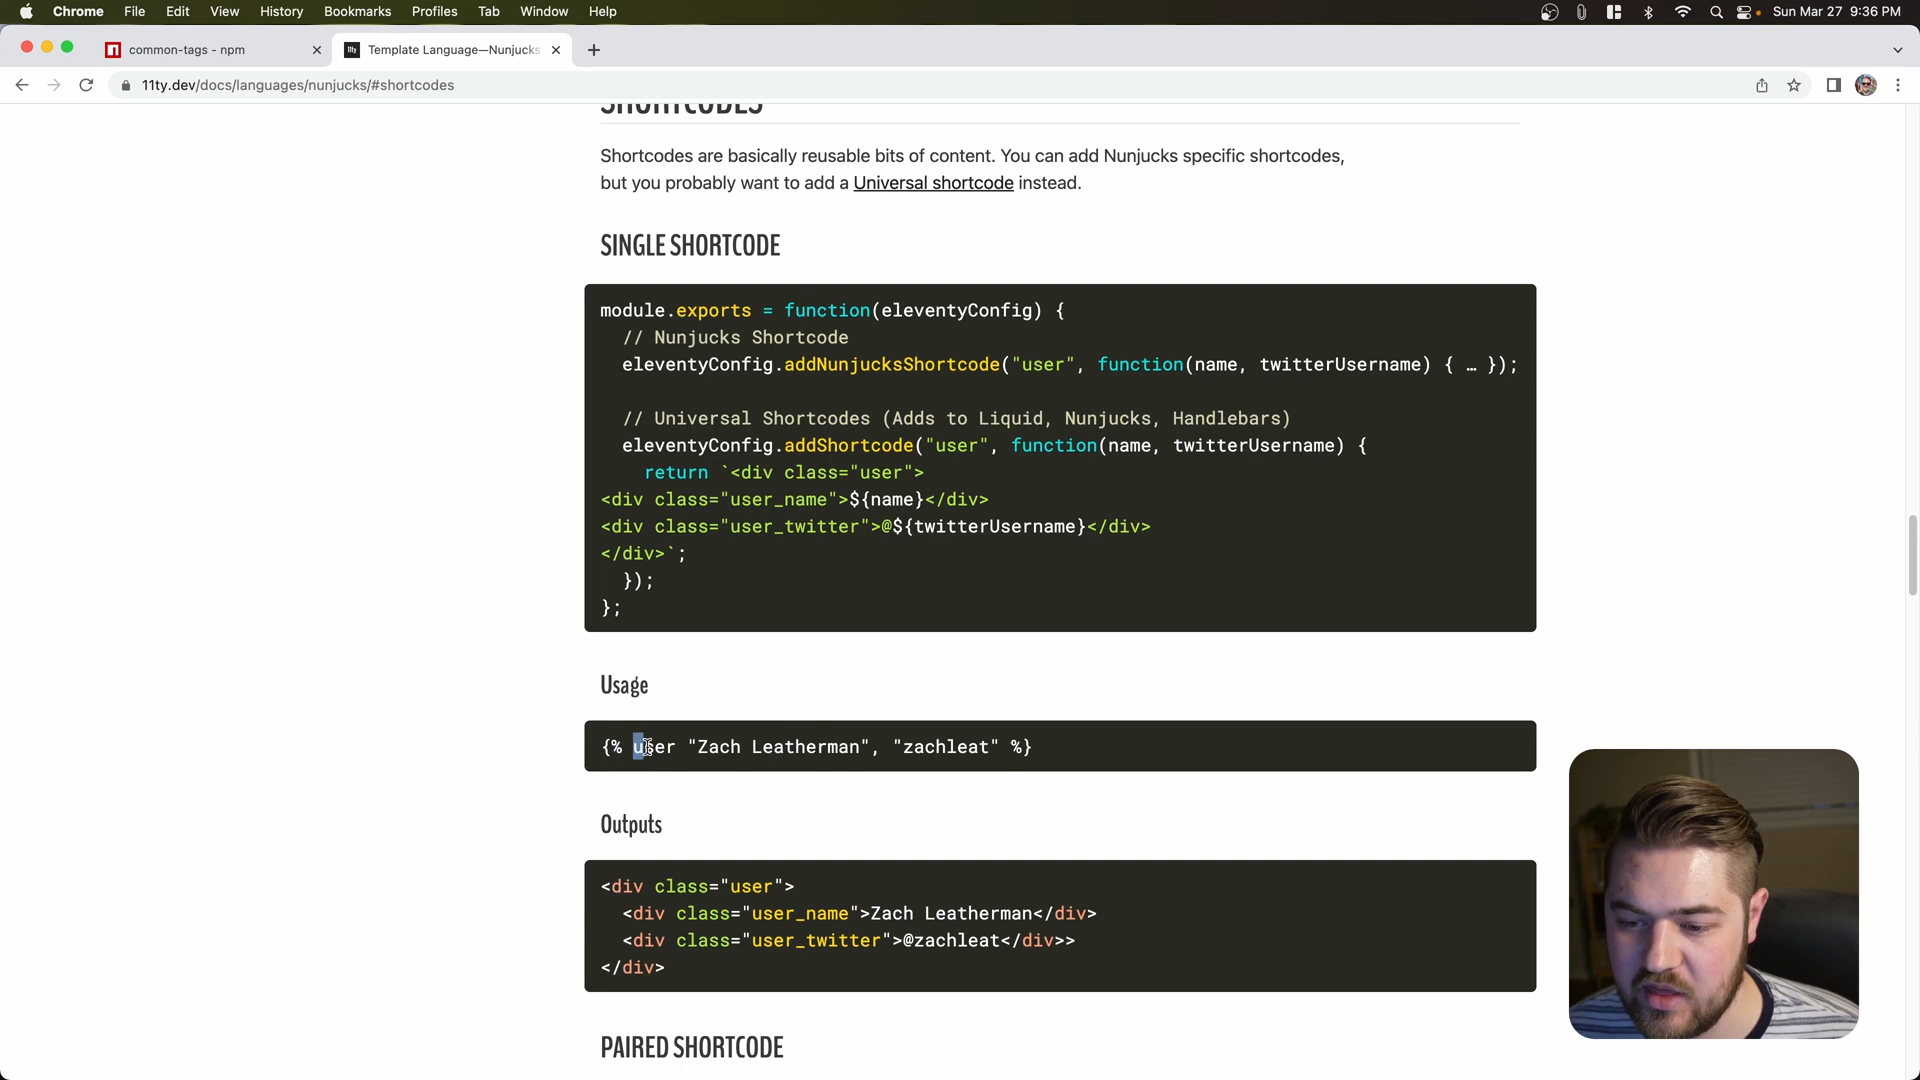 Chrome File Edit View History Bookmarks Profiles Tab Window Help Sun Mar 27 9:36 PM
common-tags - npm
Template Language—Nunjucks
11ty.dev/docs/languages/nunjucks/#shortcodes
SHORTCODES
Shortcodes are basically reusable bits of content. You can add Nunjucks specific shortcodes,
but you probably want to add a Universal shortcode instead.
SINGLE SHORTCODE
module.exports = function(eleventyConfig) {
  // Nunjucks Shortcode
  eleventyConfig.addNunjucksShortcode("user", function(name, twitterUsername) { … });
  // Universal Shortcodes (Adds to Liquid, Nunjucks, Handlebars)
  eleventyConfig.addShortcode("user", function(name, twitterUsername) {
    return `<div class="user">
<div class="user_name">${name}</div>
<div class="user_twitter">@${twitterUsername}</div>
</div>`;
  });
};
Usage
{% user "Zach Leatherman", "zachleat" %}
Outputs
<div class="user">
  <div class="user_name">Zach Leatherman</div>
  <div class="user_twitter">@zachleat</div>>
</div>
PAIRED SHORTCODE